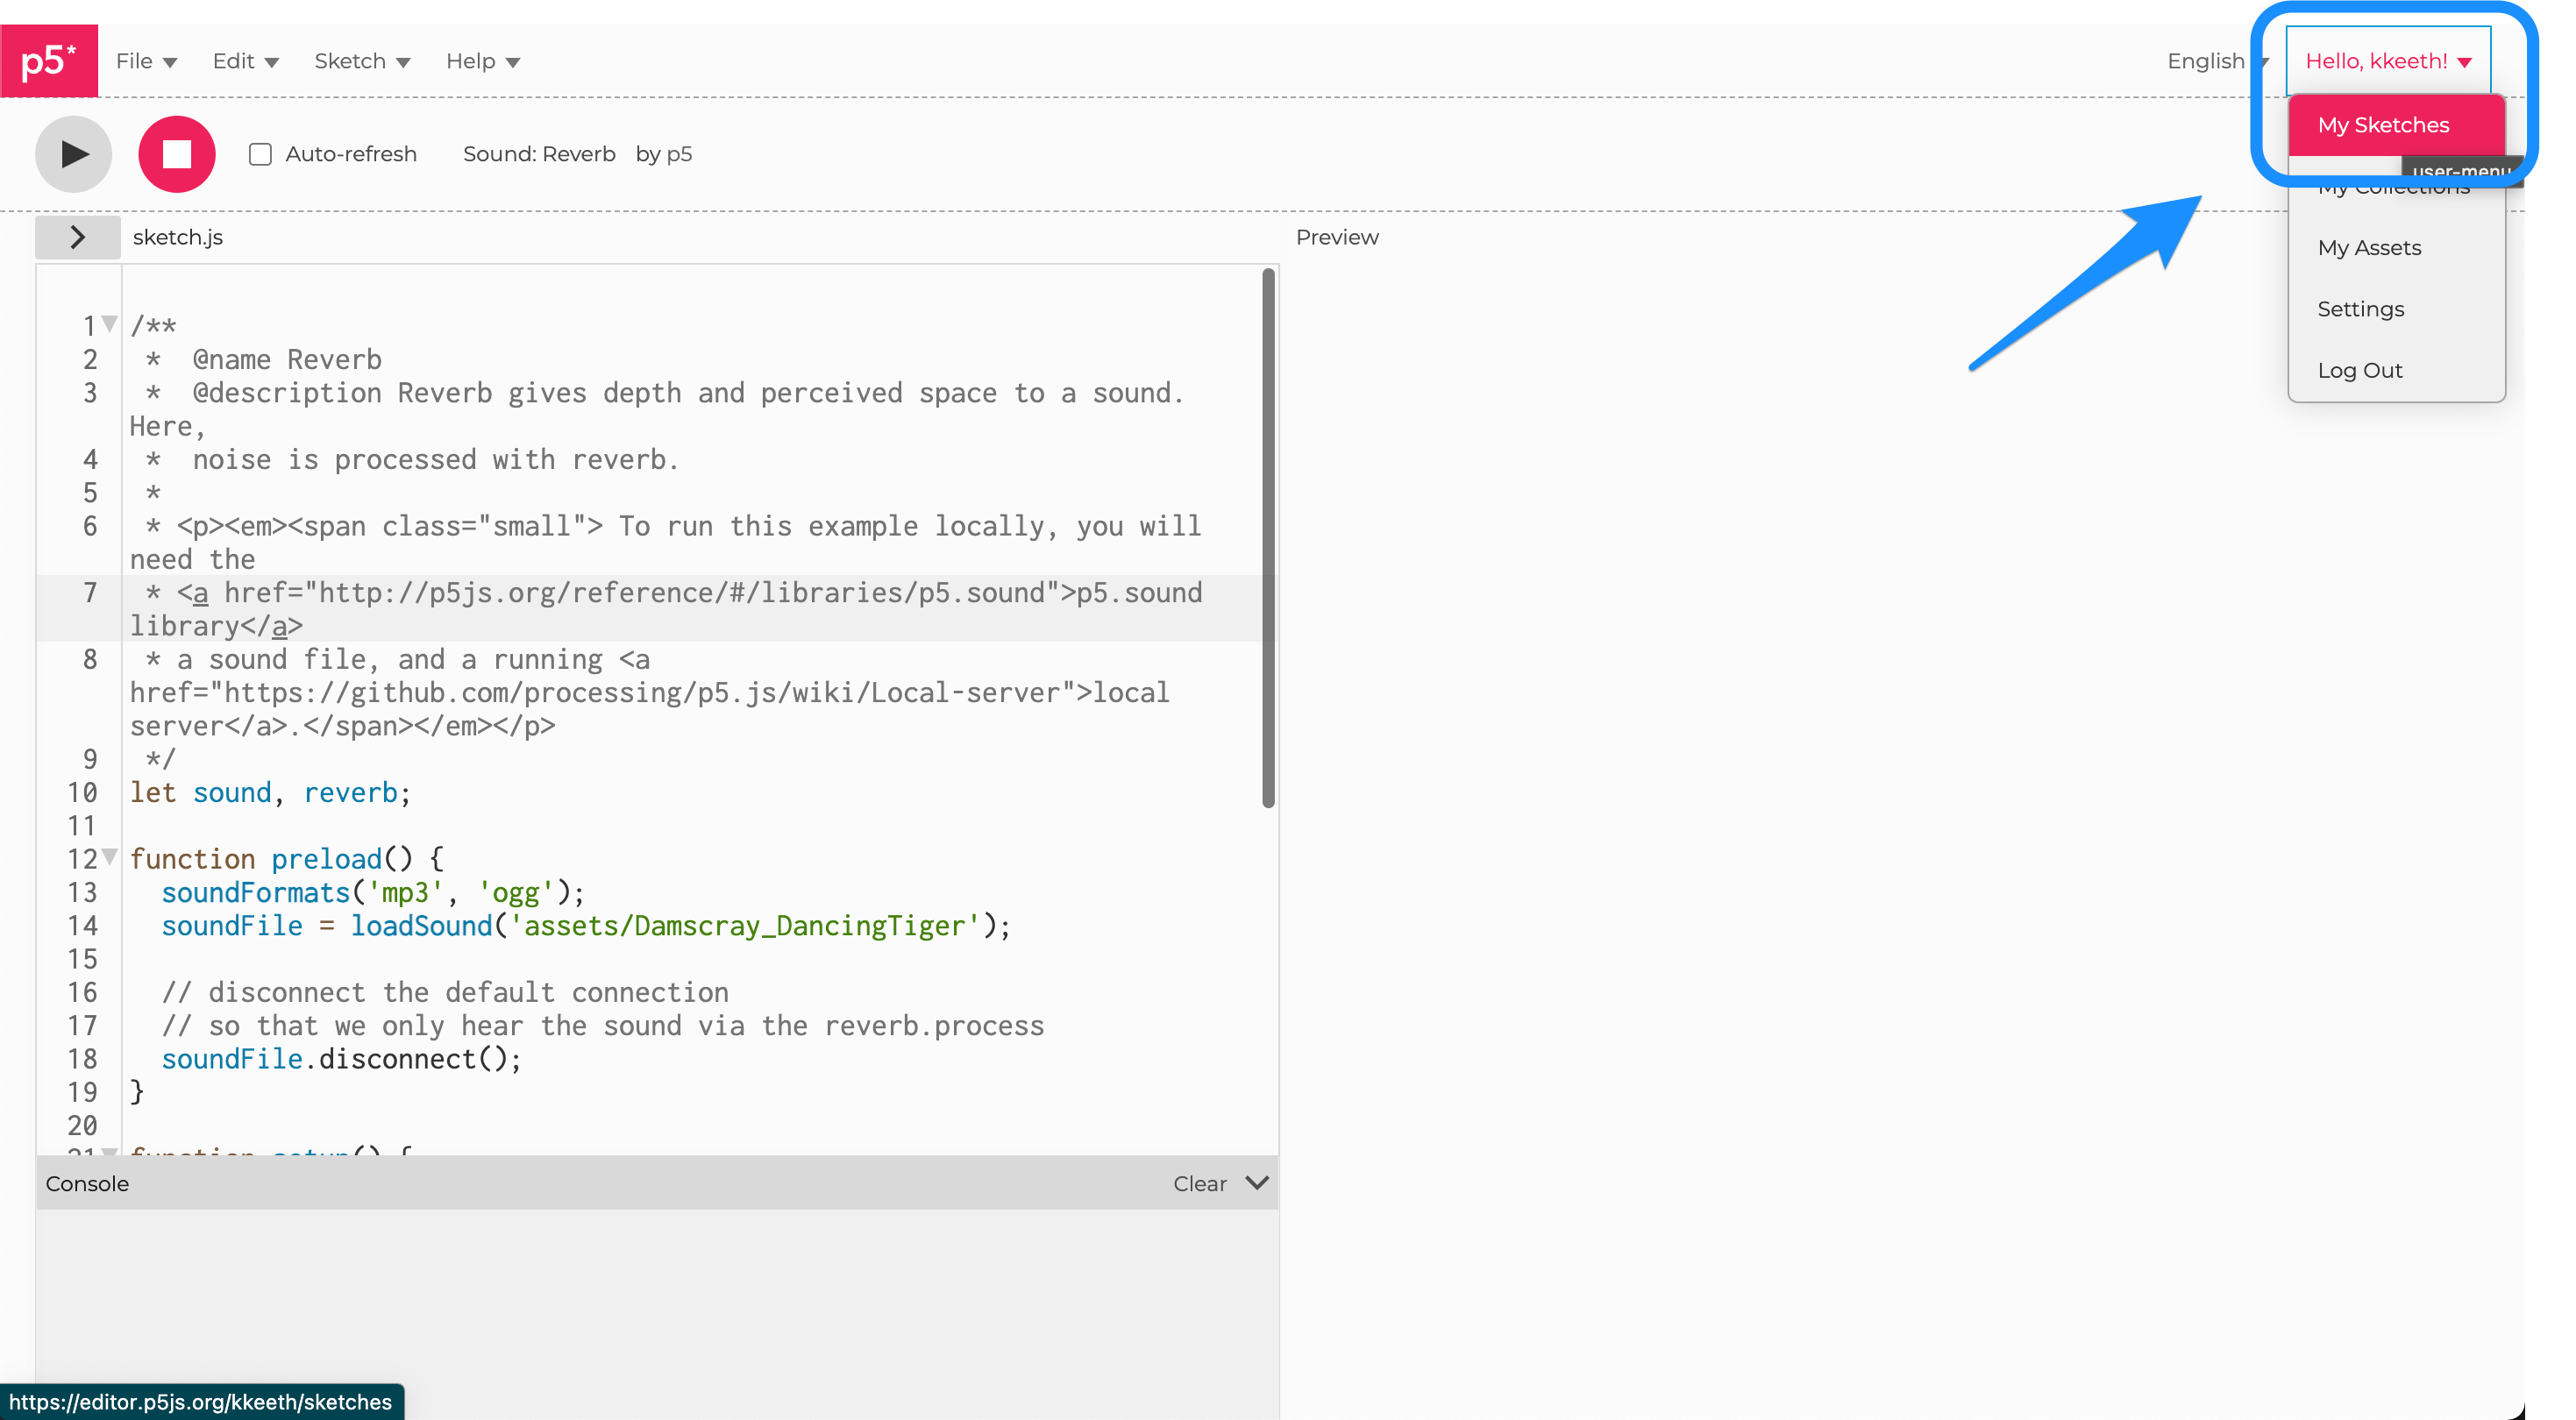 p5*
File Edit Sketch Help English Hello, kkeeth!
My Sketches
user-menu
My Collections
My Assets
Settings
Log Out
Auto-refresh Sound: Reverb by p5
sketch.js
Preview
1 /**
2  *  @name Reverb
3  *  @description Reverb gives depth and perceived space to a sound.
Here,
4  *  noise is processed with reverb.
5  *
6  * <p><em><span class="small"> To run this example locally, you will
need the
7  * <a href="http://p5js.org/reference/#/libraries/p5.sound">p5.sound
library</a>
8  * a sound file, and a running <a
href="https://github.com/processing/p5.js/wiki/Local-server">local
server</a>.</span></em></p>
9  */
10 let sound, reverb;
11
12 function preload() {
13   soundFormats('mp3', 'ogg');
14   soundFile = loadSound('assets/Damscray_DancingTiger');
15
16   // disconnect the default connection
17   // so that we only hear the sound via the reverb.process
18   soundFile.disconnect();
19 }
20
21 function setup() {
Console Clear
https://editor.p5js.org/kkeeth/sketches